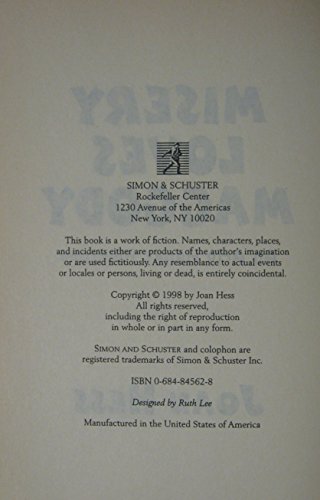 SIMON & SCHUSTER
Rockefeller Center
1230 Avenue of the Americas
New York, NY 10020
This book is a work of fiction. Names, characters, places,
and incidents either are products of the author's imagination
or are used fictitiously. Any resemblance to actual events
or locales or persons, living or dead, is entirely coincidental.
Copyright © 1998 by Joan Hess
All rights reserved,
including the right of reproduction
in whole or in part in any form.
SIMON AND SCHUSTER and colophon are
registered trademarks of Simon & Schuster Inc.
ISBN 0-684-84562-8
Designed by Ruth Lee
Manufactured in the United States of America